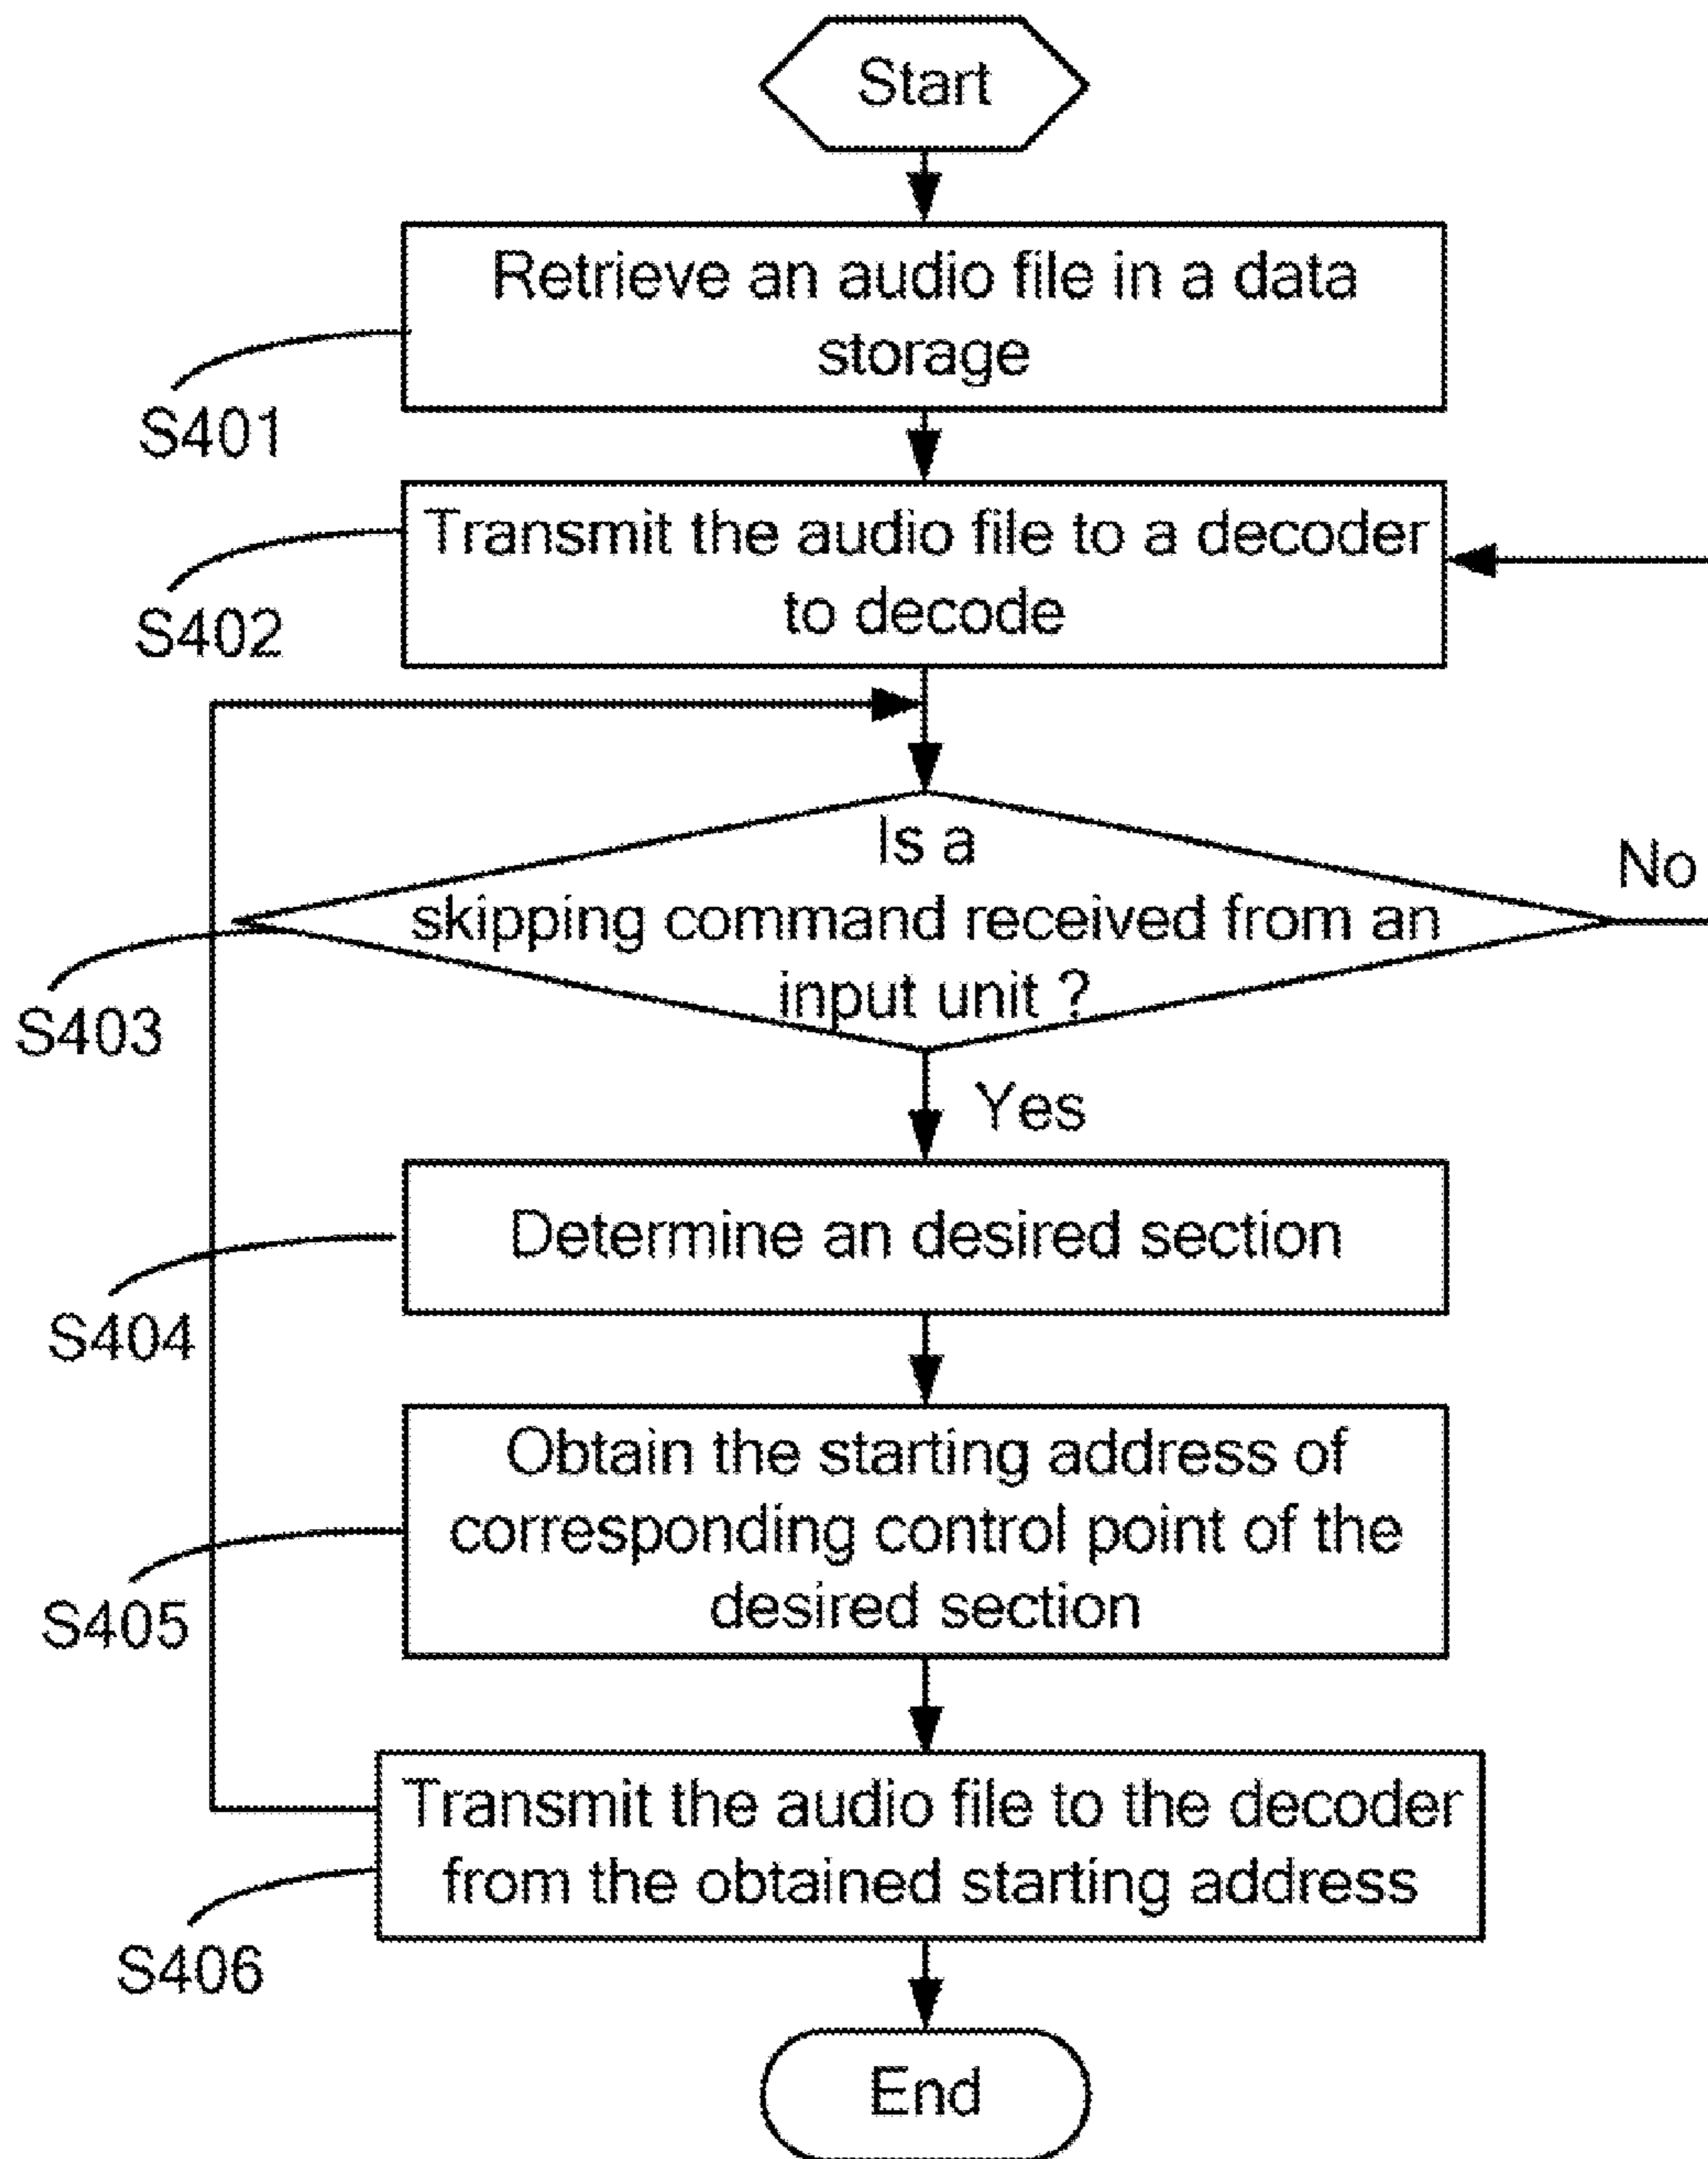 Start
Retrieve an audio file in a data
storage
S401
Transmit the audio file to a decoder
to decode
S402
Is a
skipping command received from an
input unit ?
No
S403
Yes
Determine an desired section
S404
Obtain the starting address of
corresponding control point of the
desired section
S405
Transmit the audio file to the decoder
from the obtained starting address
S406
End